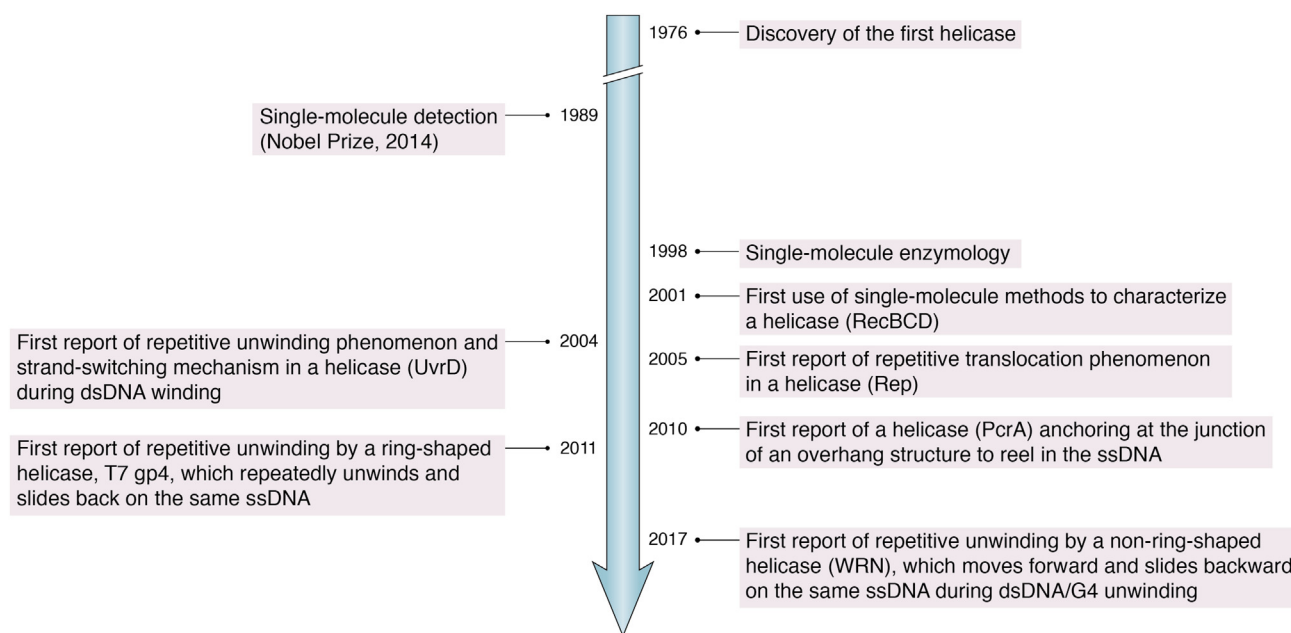 1976
Discovery of the first helicase
Single-molecule detection
(Nobel Prize, 2014)
1989
1998
Single-molecule enzymology
2001
First use of single-molecule methods to characterize
a helicase (RecBCD)
First report of repetitive unwinding phenomenon and
strand-switching mechanism in a helicase (UvrD)
during dsDNA winding
2004
2005
First report of repetitive translocation phenomenon
in a helicase (Rep)
2010
First report of a helicase (PcrA) anchoring at the junction
of an overhang structure to reel in the ssDNA
First report of repetitive unwinding by a ring-shaped
helicase, T7 gp4, which repeatedly unwinds and
slides back on the same ssDNA
2011
2017
First report of repetitive unwinding by a non-ring-shaped
helicase (WRN), which moves forward and slides backward
on the same ssDNA during dsDNA/G4 unwinding